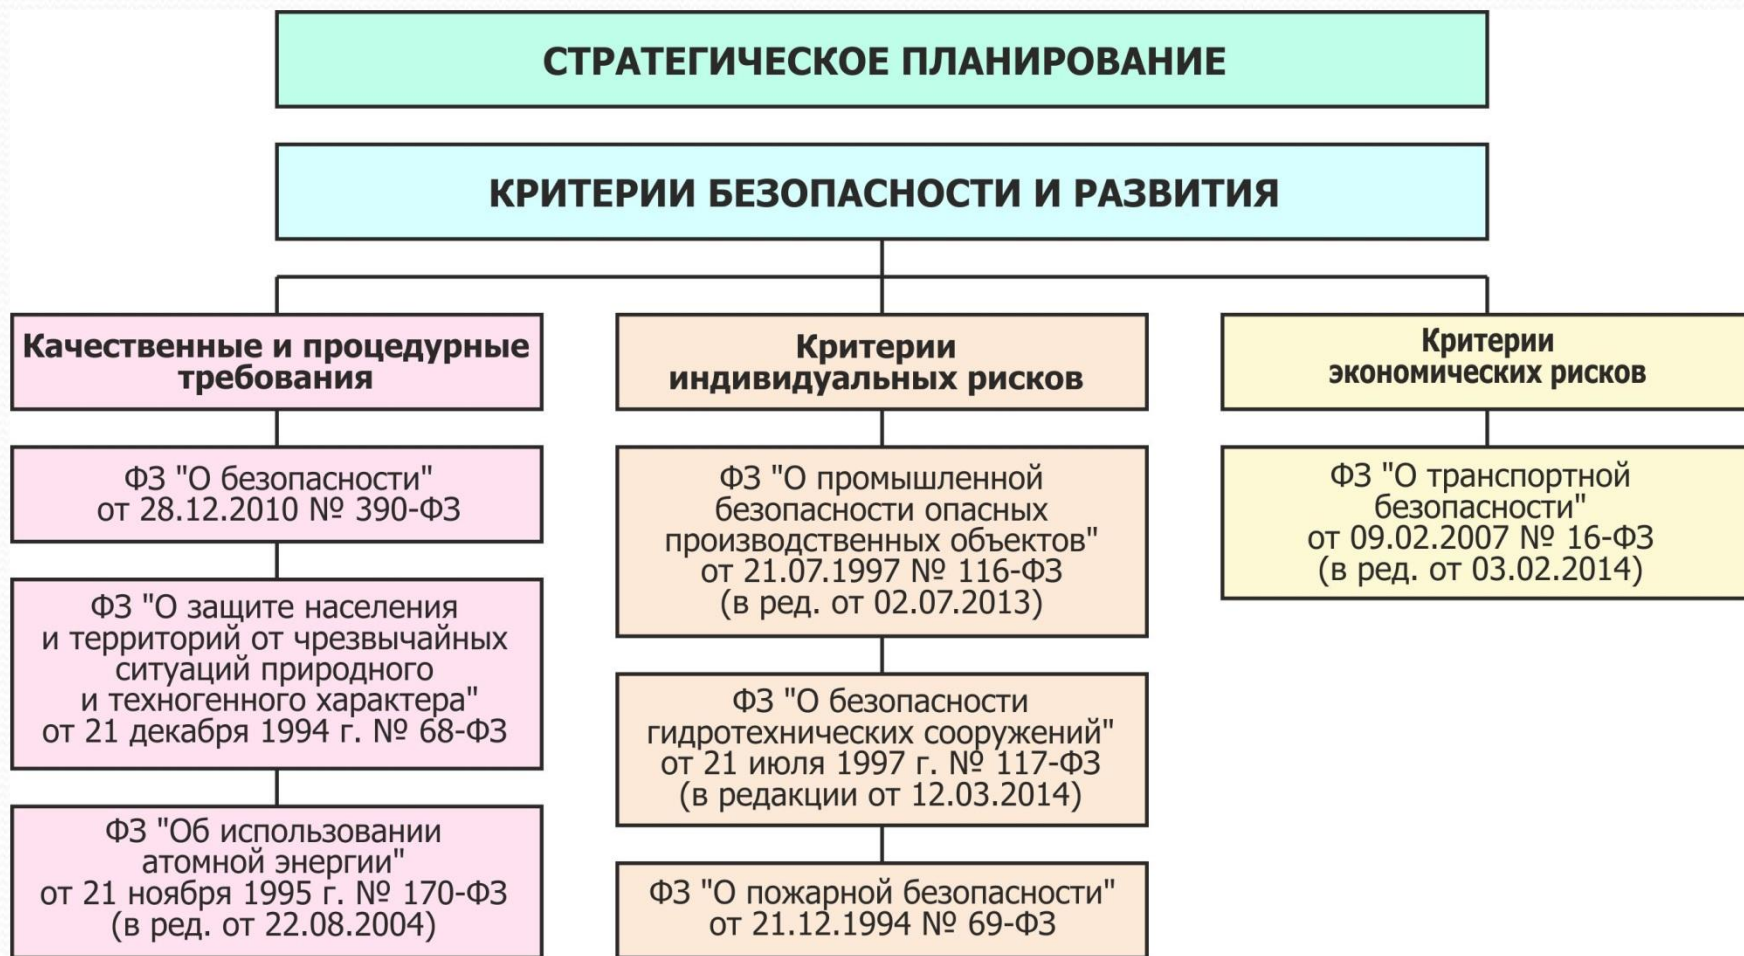 СТРАТЕГИЧЕСКОЕ ПЛАНИРОВАНИЕ
КРИТЕРИИ БЕЗОПАСНОСТИ И РАЗВИТИЯ
Качественные и процедурные
требования
ФЗ "О безопасности"
от 28.12.2010 № 390-ФЗ
ФЗ "О защите населения
и территорий от чрезвычайных
ситуаций природного
и техногенного характера"
от 21 декабря 1994 г. № 68-ФЗ
ФЗ "Об использовании
атомной энергии"
от 21 ноября 1995 г. № 170-ФЗ
(в ред. от 22.08.2004)
Критерии
индивидуальных рисков
ФЗ "О промышленной
безопасности опасных
производственных объектов"
от 21.07.1997 № 116-ФЗ
(в ред. от 02.07.2013)
ФЗ "О безопасности
гидротехнических сооружений"
от 21 июля 1997 г. № 117-ФЗ
(в редакции от 12.03.2014)
ФЗ "О пожарной безопасности"
от 21.12.1994 № 69-ФЗ
Критерии
экономических рисков
ФЗ "О транспортной
безопасности"
от 09.02.2007 № 16-ФЗ
(в ред. от 03.02.2014)